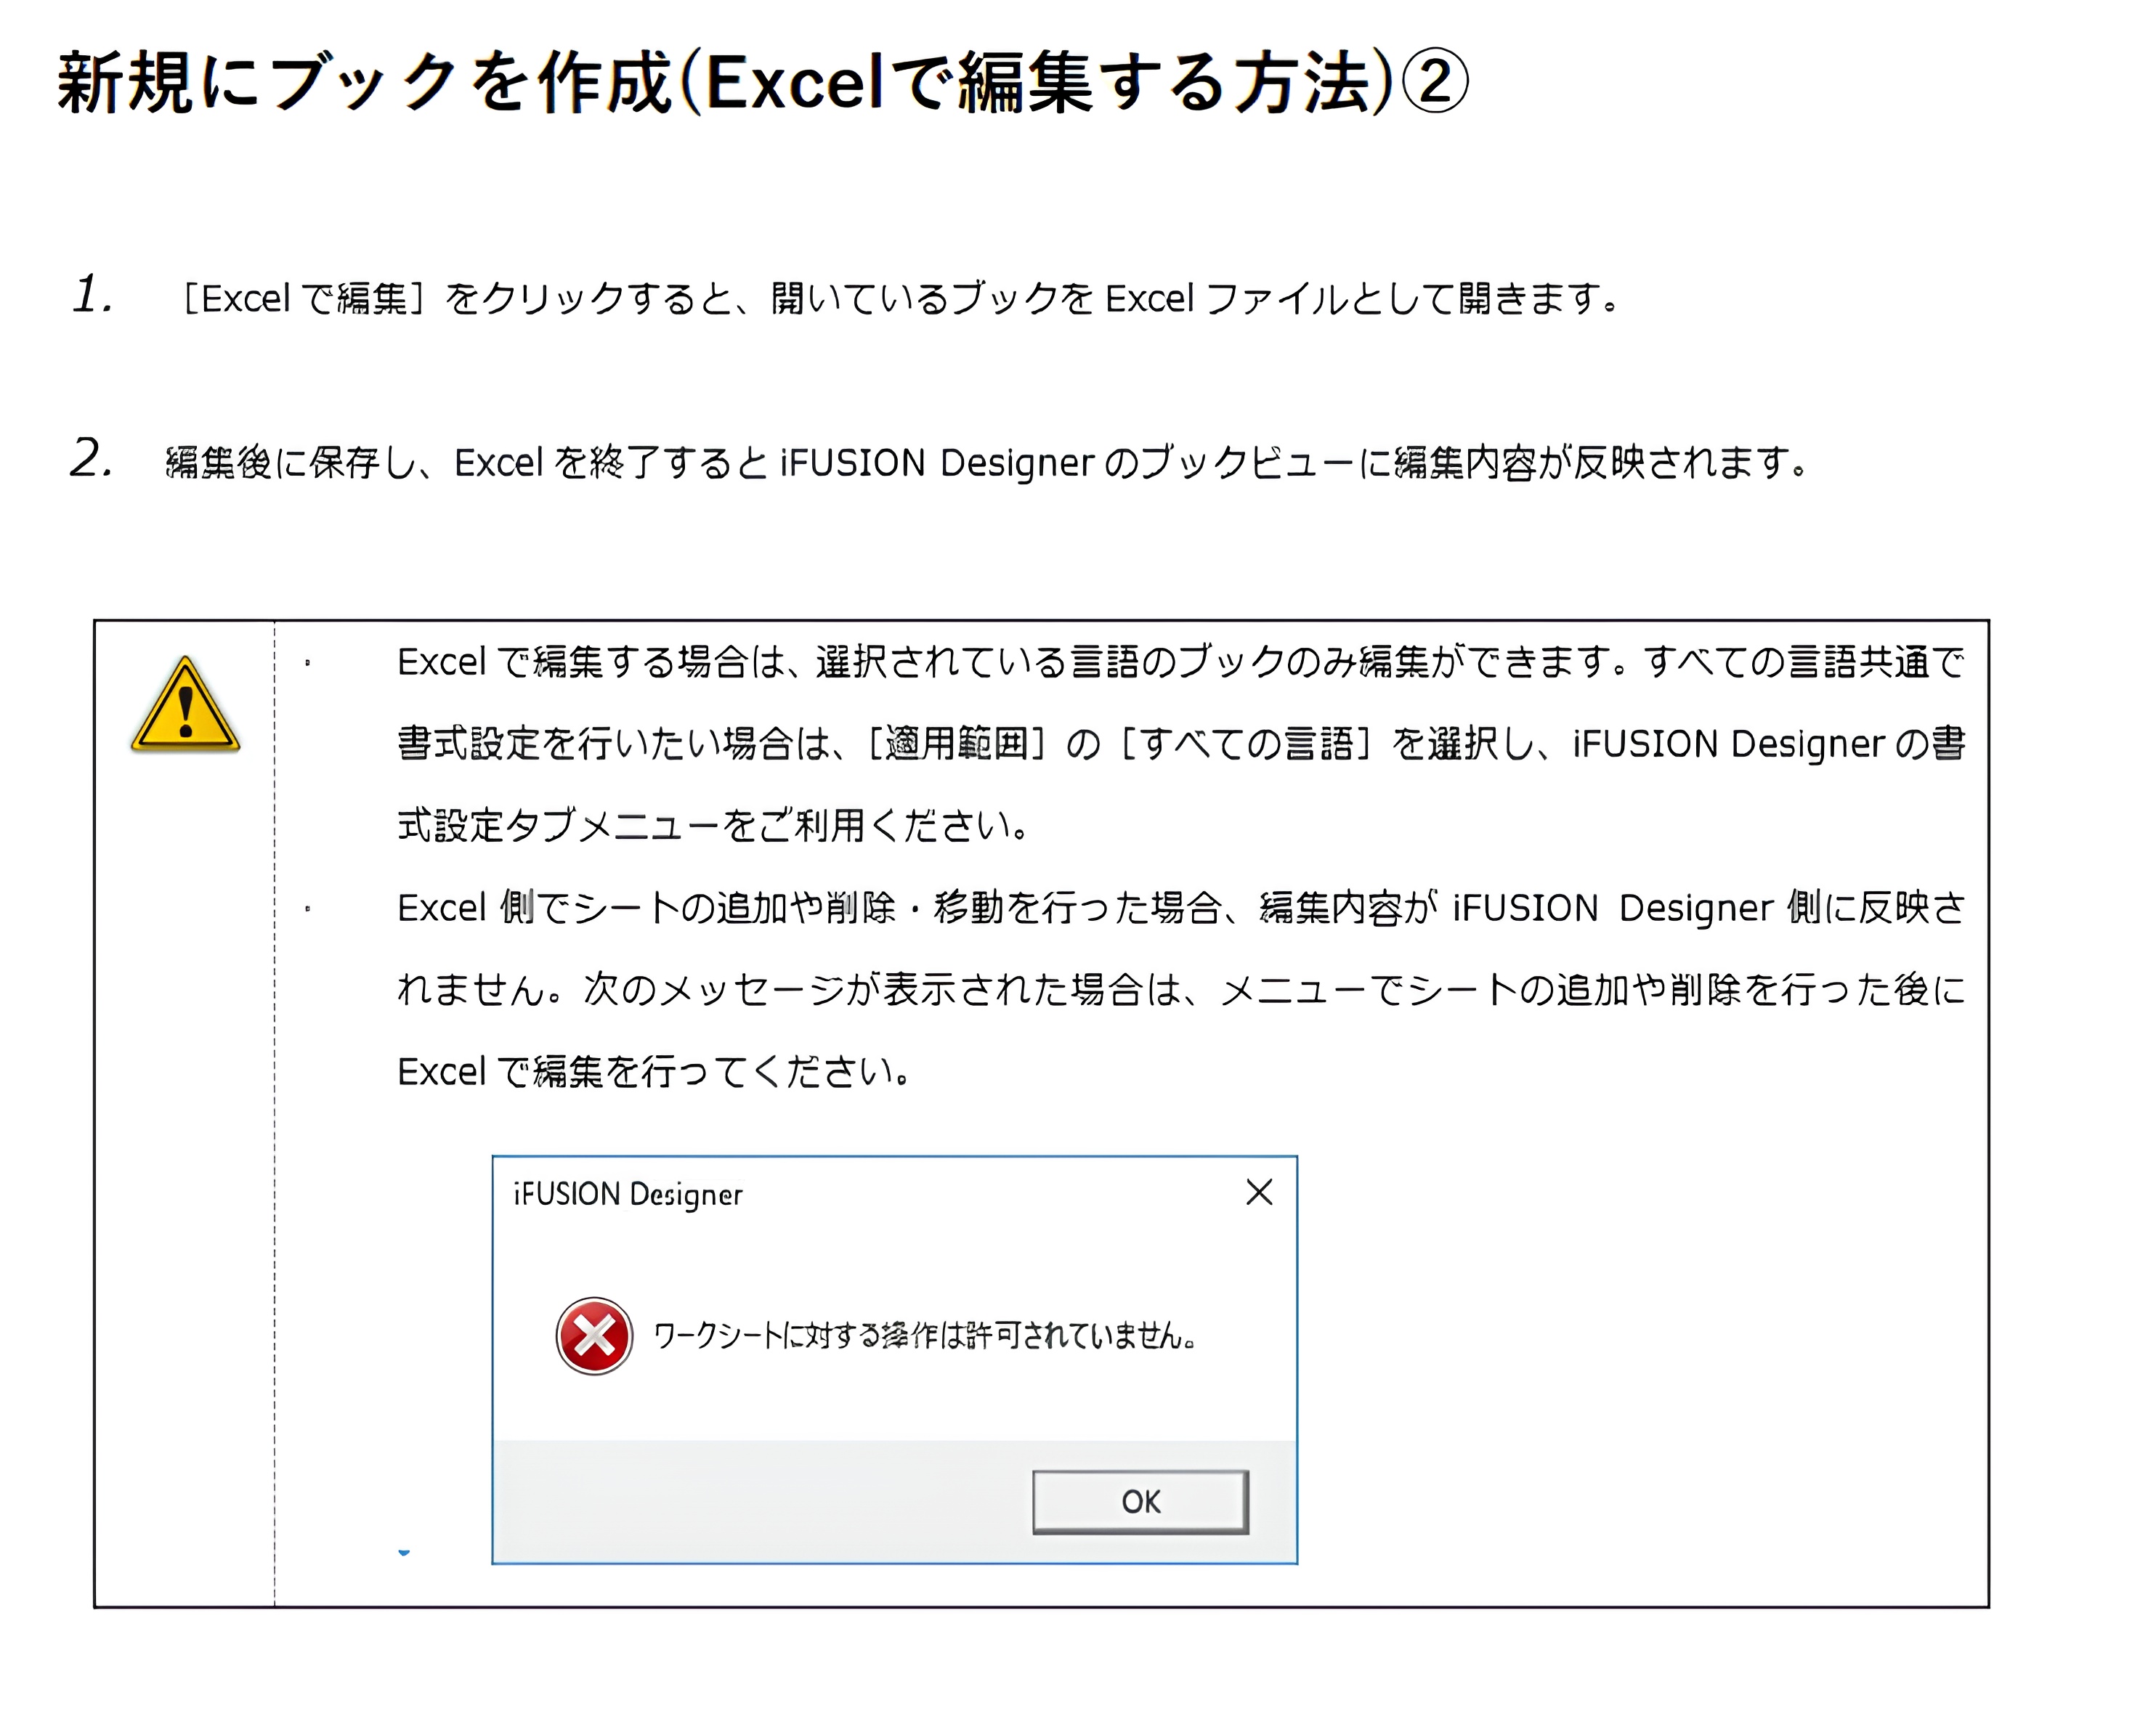 新規にブックを作成(Excelで編集する方法)②
1. ［Excel で編集］をクリックすると、開いているブックを Excel ファイルとして開きます。
2. 編集後に保存し、Excel を終了すると iFUSION Designer のブックビューに編集内容が反映されます。
・ Excel で編集する場合は、選択されている言語のブックのみ編集ができます。すべての言語共通で
書式設定を行いたい場合は、［適用範囲］の［すべての言語］を選択し、iFUSION Designer の書
式設定タブメニューをご利用ください。
・ Excel 側でシートの追加や削除・移動を行った場合、編集内容が iFUSION Designer 側に反映さ
れません。次のメッセージが表示された場合は、メニューでシートの追加や削除を行った後に
Excel で編集を行ってください。
iFUSION Designer
ワークシートに対する操作は許可されていません。
OK